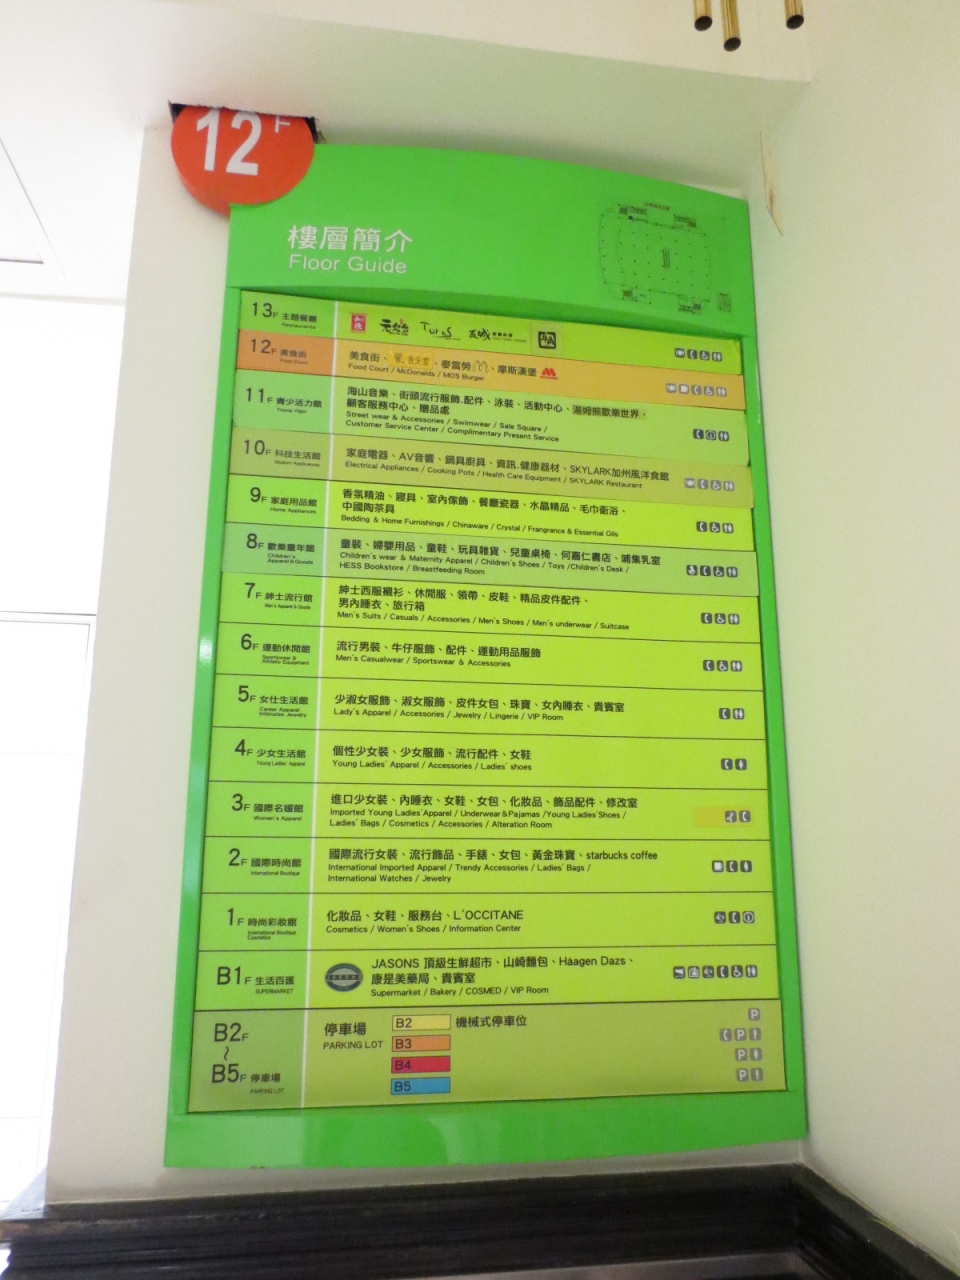 12F
樓層簡介
Floor Guide
13F 主題餐廳
Restaurants
12F 美食街
Food Court
美食街、食天堂、麥當勞、摩斯漢堡
Food Court / McDonalds / MOS Burger
11F 青少活力館
Young Vigor
海山音樂、街頭流行服飾.配件、泳裝、活動中心、湯姆熊歡樂世界、
顧客服務中心、贈品處
Street wear & Accessories / Swimwear / Sale Square /
Customer Service Center / Complimentary Present Service
10F 科技生活館
Modern Appliances
家庭電器、AV音響、鍋具廚具、資訊.健康器材、SKYLARK加州風洋食館
Electrical Appliances / Cooking Pots / Health Care Equipment / SKYLARK Restaurant
9F 家庭用品館
Home Appliances
香氛精油、寢具、室內傢飾、餐廳瓷器、水晶精品、毛巾衛浴、
中國陶茶具
Bedding & Home Furnishings / Chinaware / Crystal / Frangrance & Essential Oils
8F 歡樂童年館
Children's
Apparel & Goods
童裝、婦嬰用品、童鞋、玩具雜貨、兒童桌椅、何嘉仁書店、哺集乳室
Children's wear & Maternity Apparel / Children's Shoes / Toys /Children's Desk /
HESS Bookstore / Breastfeeding Room
7F 紳士流行館
Men's Apparel & Goods
紳士西服襯衫、休閒服、領帶、皮鞋、精品皮件配件、
男內睡衣、旅行箱
Men's Suits / Casuals / Accessories / Men's Shoes / Men's underwear / Suitcase
6F 運動休閒館
Sportswear &
Athletic Equipment
流行男裝、牛仔服飾、配件、運動用品服飾
Men's Casualwear / Sportswear & Accessories
5F 女仕生活館
Career Apparel
Intimates Jewelry
少淑女服飾、淑女服飾、皮件女包、珠寶、女內睡衣、貴賓室
Lady's Apparel / Accessories / Jewelry / Lingerie / VIP Room
4F 少女生活館
Young Ladies' Apparel
個性少女裝、少女服飾、流行配件、女鞋
Young Ladies' Apparel / Accessories / Ladies' shoes
3F 國際名媛館
Women's Apparel
進口少女裝、內睡衣、女鞋、女包、化妝品、飾品配件、修改室
Imported Young Ladies'Apparel / Underwear&Pajamas /Young Ladies'Shoes /
Ladies' Bags / Cosmetics / Accessories / Alteration Room
2F 國際時尚館
International Boutique
國際流行女裝、流行飾品、手錶、女包、黃金珠寶、starbucks coffee
International Imported Apparel / Trendy Accessories / Ladies' Bags /
International Watches / Jewelry
1F 時尚彩妝館
International Boutique
Cosmetics
化妝品、女鞋、服務台、L'OCCITANE
Cosmetics / Women's Shoes / Information Center
B1F 生活百匯
SUPERMARKET
JASONS
JASONS 頂級生鮮超市、山崎麵包、Häagen Dazs、
康是美藥局、貴賓室
Supermarket / Bakery / COSMED / VIP Room
B2F
~
B5F 停車場
PARKING LOT
停車場
PARKING LOT
B2 機械式停車位
B3
B4
B5
P
P
P
P